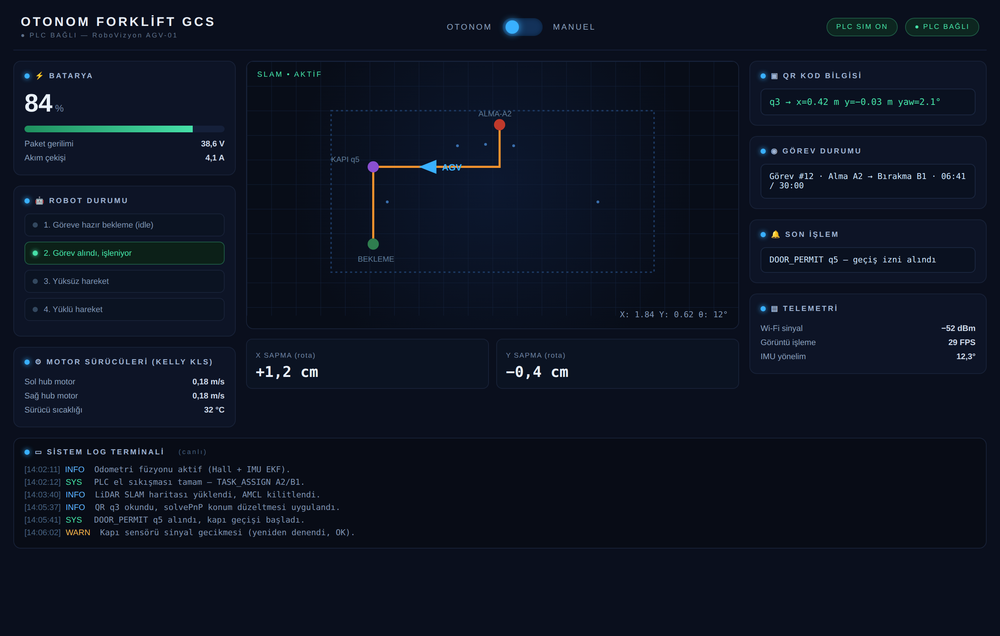 OTONOM FORKLİFT GCS
● PLC BAĞLI — RoboVizyon AGV-01
OTONOM
MANUEL
PLC SIM ON
● PLC BAĞLI
⚡ BATARYA
84 %
Paket gerilimi 38,6 V
Akım çekişi 4,1 A
🤖 ROBOT DURUMU
1. Göreve hazır bekleme (idle)
2. Görev alındı, işleniyor
3. Yüksüz hareket
4. Yüklü hareket
⚙ MOTOR SÜRÜCÜLERİ (KELLY KLS)
Sol hub motor 0,18 m/s
Sağ hub motor 0,18 m/s
Sürücü sıcaklığı 32 °C
SLAM • AKTİF
ALMA-A2
KAPI q5
AGV
BEKLEME
X: 1.84 Y: 0.62 θ: 12°
X SAPMA (rota)
+1,2 cm
Y SAPMA (rota)
−0,4 cm
▣ QR KOD BİLGİSİ
q3 → x=0.42 m y=−0.03 m yaw=2.1°
◉ GÖREV DURUMU
Görev #12 · Alma A2 → Bırakma B1 · 06:41
/ 30:00
🔔 SON İŞLEM
DOOR_PERMIT q5 — geçiş izni alındı
▤ TELEMETRİ
Wi-Fi sinyal −52 dBm
Görüntü işleme 29 FPS
IMU yönelim 12,3°
▭ SİSTEM LOG TERMİNALİ (canlı)
[14:02:11] INFO Odometri füzyonu aktif (Hall + IMU EKF).
[14:02:12] SYS PLC el sıkışması tamam — TASK_ASSIGN A2/B1.
[14:03:40] INFO LiDAR SLAM haritası yüklendi, AMCL kilitlendi.
[14:05:37] INFO QR q3 okundu, solvePnP konum düzeltmesi uygulandı.
[14:05:41] SYS DOOR_PERMIT q5 alındı, kapı geçişi başladı.
[14:06:02] WARN Kapı sensörü sinyal gecikmesi (yeniden denendi, OK).